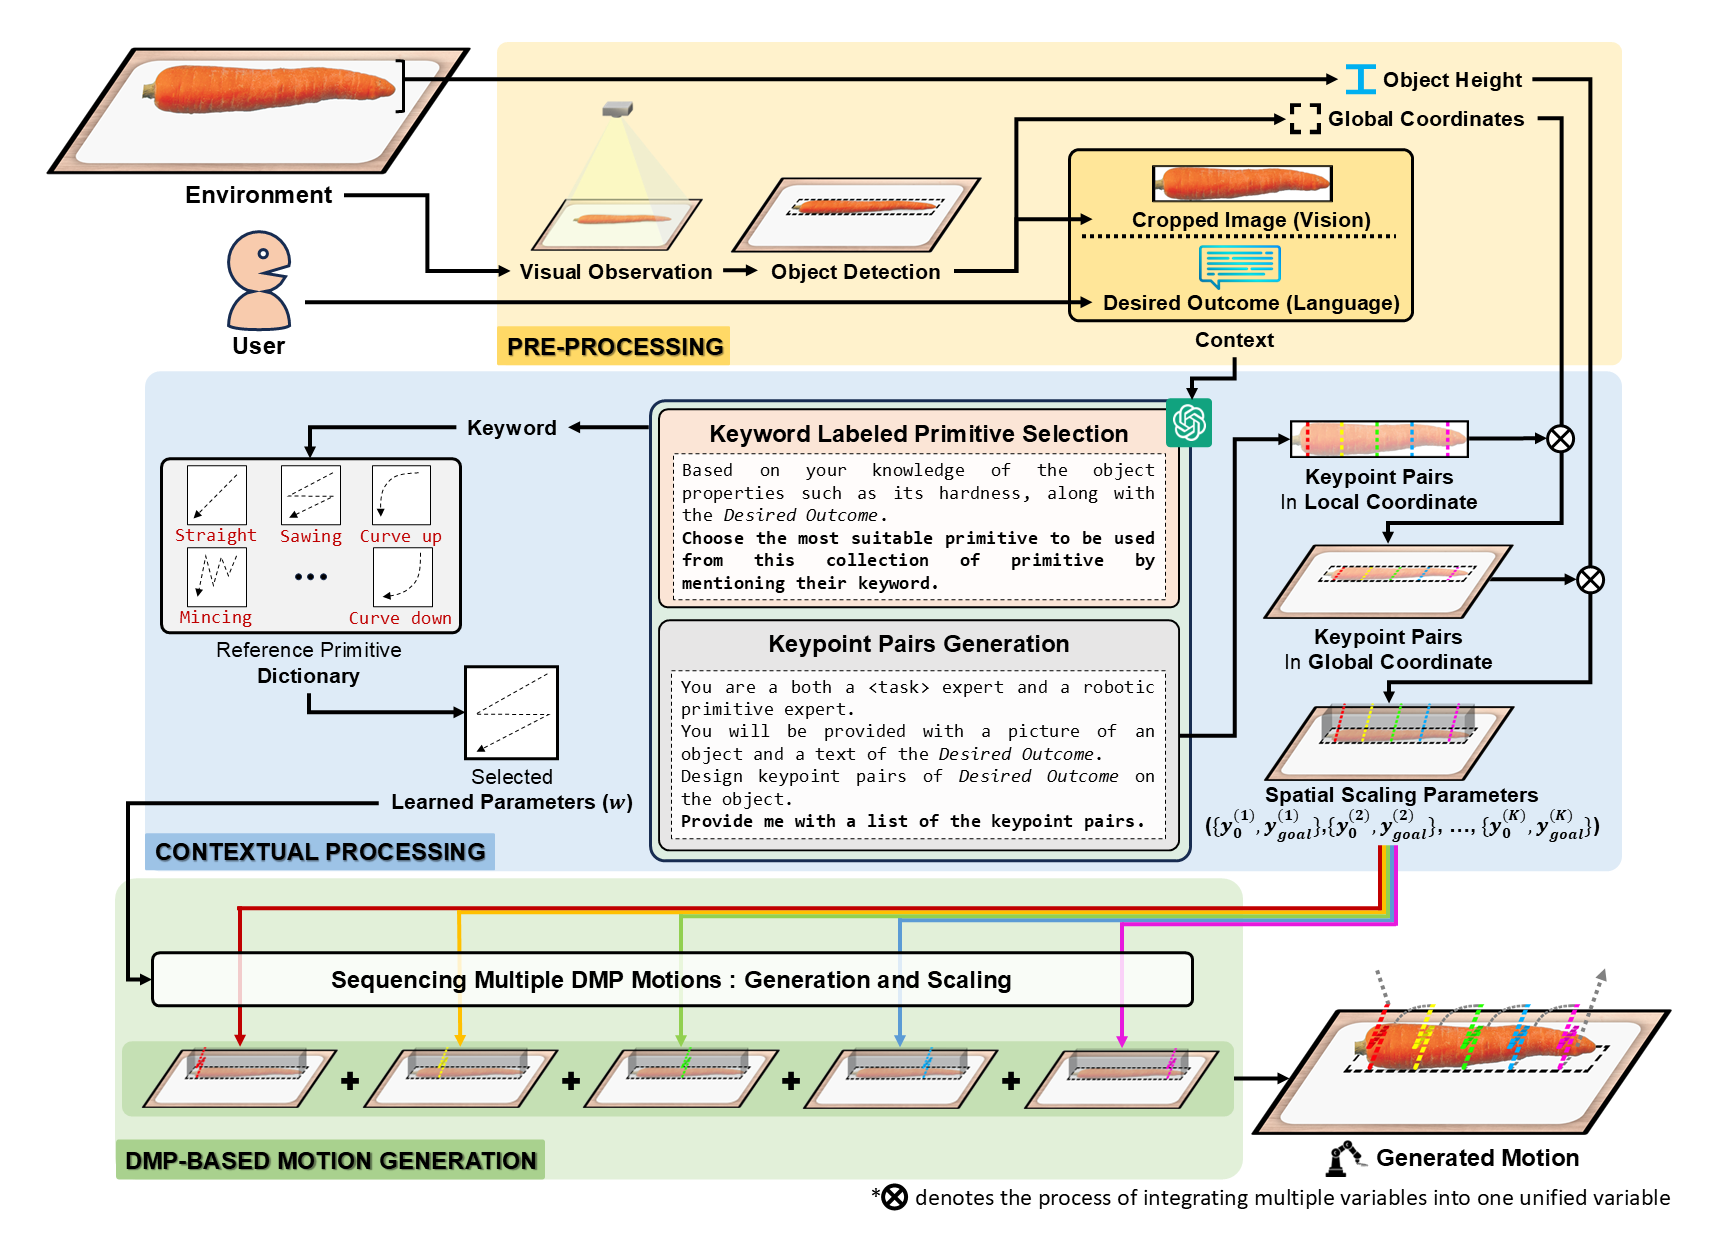 Object Height
Global Coordinates
Environment
Cropped Image (Vision)
Visual Observation
Object Detection
Desired Outcome (Language)
User
PRE-PROCESSING
Context
Keyword
Keyword Labeled Primitive Selection
Based on your knowledge of the object
properties such as its hardness, along with
the Desired Outcome.
Choose the most suitable primitive to be used
from this collection of primitive by
mentioning their keyword.
Straight
Sawing
Curve up
Mincing
•••
Curve down
Reference Primitive
Dictionary
Selected
Learned Parameters (w)
Keypoint Pairs Generation
You are a both a <task> expert and a robotic
primitive expert.
You will be provided with a picture of an
object and a text of the Desired Outcome.
Design keypoint pairs of Desired Outcome on
the object.
Provide me with a list of the keypoint pairs.
Keypoint Pairs
In Local Coordinate
Keypoint Pairs
In Global Coordinate
Spatial Scaling Parameters
({y_0^(1), y_goal^(1)},{y_0^(2), y_goal^(2)}, ..., {y_0^(K), y_goal^(K)})
CONTEXTUAL PROCESSING
Sequencing Multiple DMP Motions : Generation and Scaling
+ + + +
DMP-BASED MOTION GENERATION
Generated Motion
*⊗ denotes the process of integrating multiple variables into one unified variable